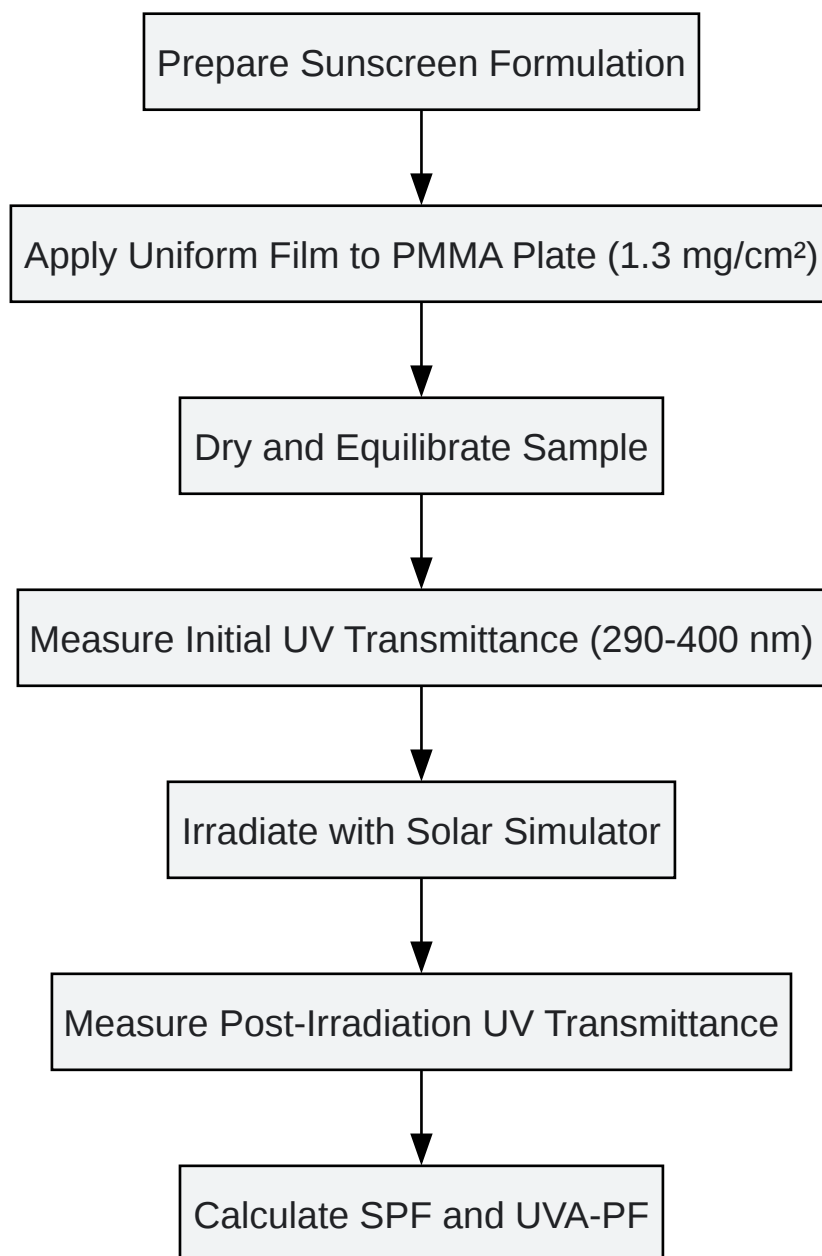 Prepare Sunscreen Formulation
Apply Uniform Film to PMMA Plate (1.3 mg/cm²)
Dry and Equilibrate Sample
Measure Initial UV Transmittance (290-400 nm)
Irradiate with Solar Simulator
Measure Post-Irradiation UV Transmittance
Calculate SPF and UVA-PF